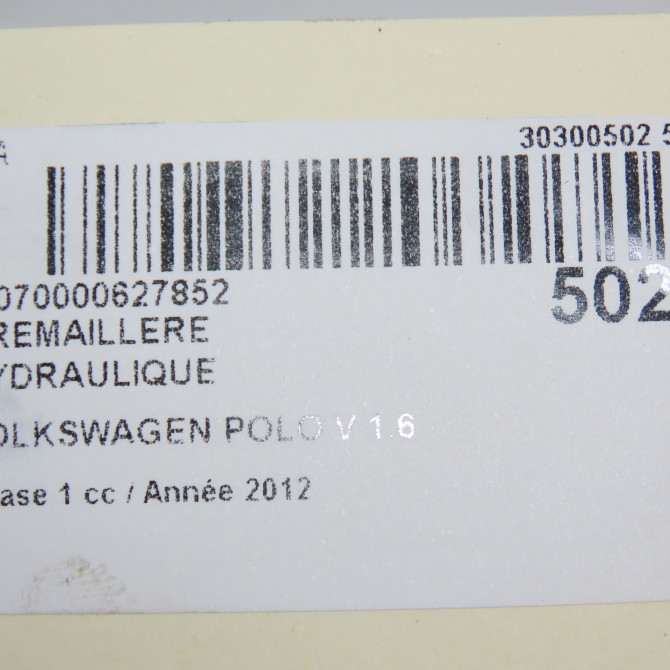 A
30300502 5
070000627852
502
REMAILLERE
YDRAULIQUE
OLKSWAGEN POLO V 1.6
ase 1 cc / Année 2012